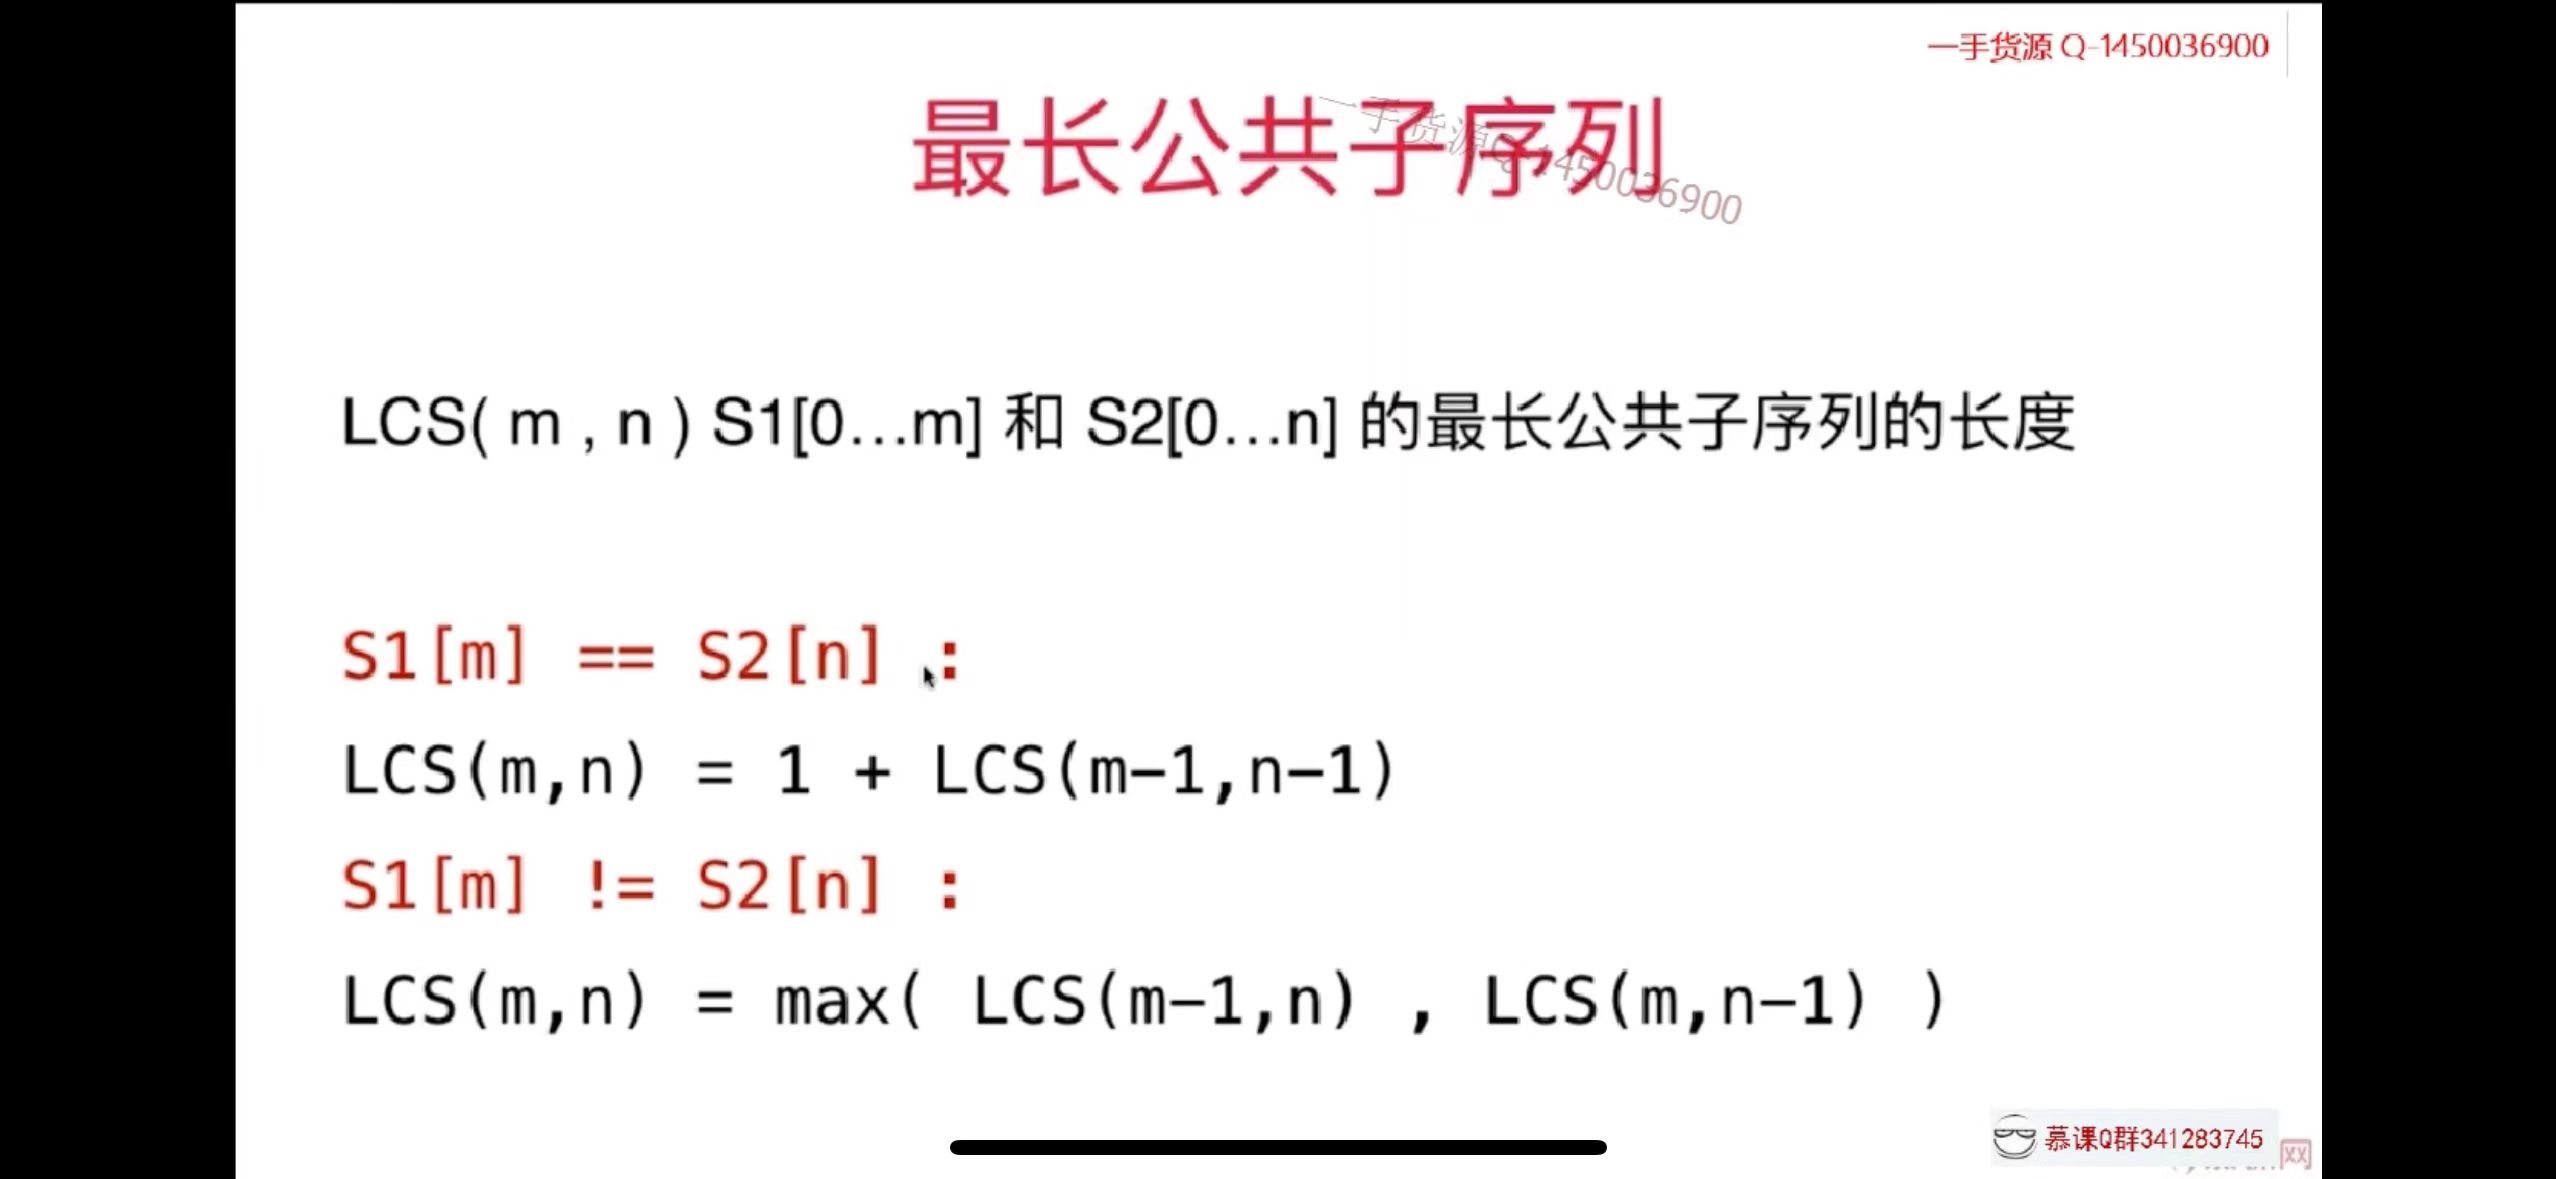 一手货源 Q-1450036900
最长公共子序列
一手货源Q-1450036900
LCS( m , n ) S1[0...m] 和 S2[0...n] 的最长公共子序列的长度
S1[m] == S2[n] :
LCS(m,n) = 1 + LCS(m-1,n-1)
S1[m] != S2[n] :
LCS(m,n) = max( LCS(m-1,n) , LCS(m,n-1) )
慕课Q群341283745
网